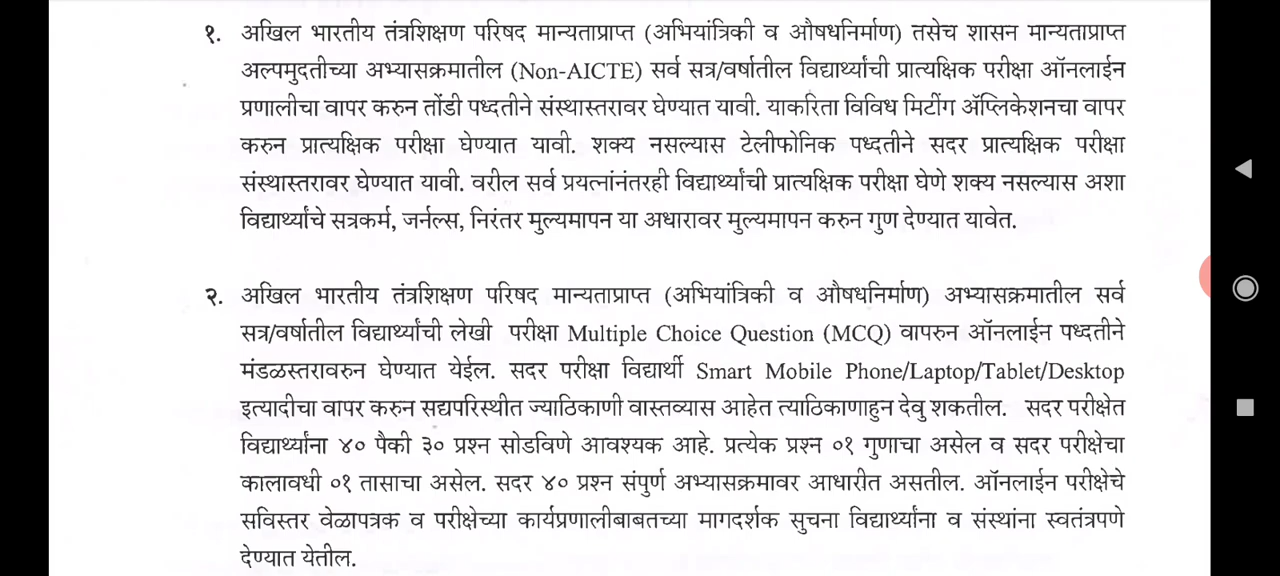 १. अखिल भारतीय तंत्रशिक्षण परिषद मान्यताप्राप्त (अभियांत्रिकी व औषधनिर्माण) तसेच शासन मान्यताप्राप्त
अल्पमुदतीच्या अभ्यासक्रमातील (Non-AICTE) सर्व सत्र/वर्षातील विद्यार्थ्यांची प्रात्यक्षिक परीक्षा ऑनलाईन
प्रणालीचा वापर करुन तोंडी पध्दतीने संस्थास्तरावर घेण्यात यावी. याकरिता विविध मिटींग ॲप्लिकेशनचा वापर
करुन प्रात्यक्षिक परीक्षा घेण्यात यावी. शक्य नसल्यास टेलीफोनिक पध्दतीने सदर प्रात्यक्षिक परीक्षा
संस्थास्तरावर घेण्यात यावी. वरील सर्व प्रयत्नांनंतरही विद्यार्थ्यांची प्रात्यक्षिक परीक्षा घेणे शक्य नसल्यास अशा
विद्यार्थ्यांचे सत्रकर्म, जर्नल्स, निरंतर मुल्यमापन या अधारावर मुल्यमापन करुन गुण देण्यात यावेत.
२. अखिल भारतीय तंत्रशिक्षण परिषद मान्यताप्राप्त (अभियांत्रिकी व औषधनिर्माण) अभ्यासक्रमातील सर्व
सत्र/वर्षातील विद्यार्थ्यांची लेखी परीक्षा Multiple Choice Question (MCQ) वापरुन ऑनलाईन पध्दतीने
मंडळस्तरावरुन घेण्यात येईल. सदर परीक्षा विद्यार्थी Smart Mobile Phone/Laptop/Tablet/Desktop
इत्यादीचा वापर करुन सद्यपरिस्थीत ज्याठिकाणी वास्तव्यास आहेत त्याठिकाणाहुन देवु शकतील. सदर परीक्षेत
विद्यार्थ्यांना ४० पैकी ३० प्रश्न सोडविणे आवश्यक आहे. प्रत्येक प्रश्न ०१ गुणाचा असेल व सदर परीक्षेचा
कालावधी ०१ तासाचा असेल. सदर ४० प्रश्न संपुर्ण अभ्यासक्रमावर आधारीत असतील. ऑनलाईन परीक्षेचे
सविस्तर वेळापत्रक व परीक्षेच्या कार्यप्रणालीबाबतच्या मागदर्शक सुचना विद्यार्थ्यांना व संस्थांना स्वतंत्रपणे
देण्यात येतील.